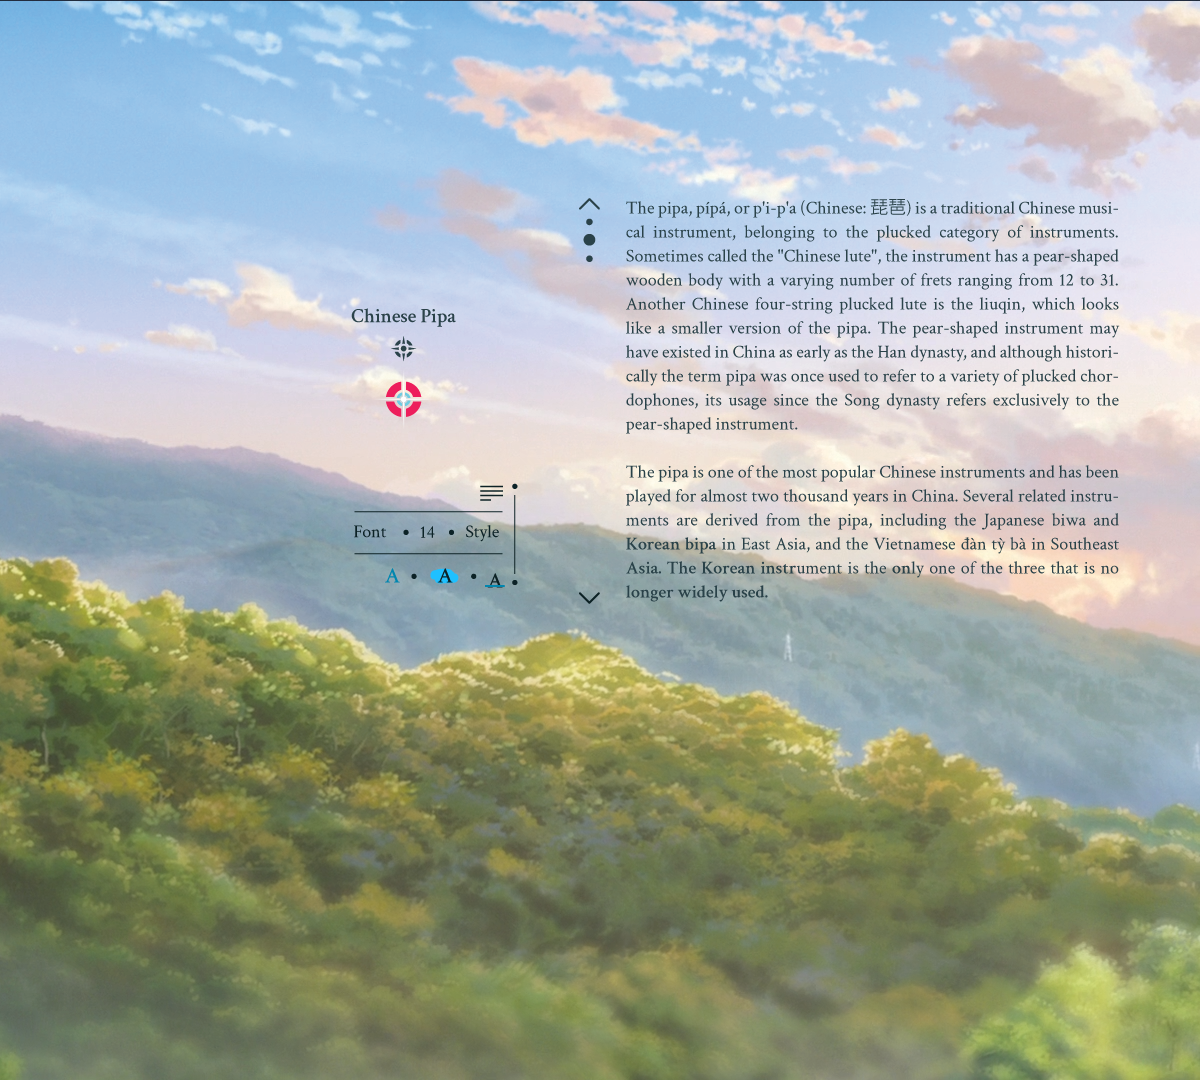 The pipa, pípá, or p'i-p'a (Chinese: 琵琶) is a traditional Chinese musi-
cal instrument, belonging to the plucked category of instruments.
Sometimes called the "Chinese lute", the instrument has a pear-shaped
wooden body with a varying number of frets ranging from 12 to 31.
Another Chinese four-string plucked lute is the liuqin, which looks
like a smaller version of the pipa. The pear-shaped instrument may
have existed in China as early as the Han dynasty, and although histori-
cally the term pipa was once used to refer to a variety of plucked chor-
dophones, its usage since the Song dynasty refers exclusively to the
pear-shaped instrument.
The pipa is one of the most popular Chinese instruments and has been
played for almost two thousand years in China. Several related instru-
ments are derived from the pipa, including the Japanese biwa and
Korean bipa in East Asia, and the Vietnamese đàn tỳ bà in Southeast
Asia. The Korean instrument is the only one of the three that is no
longer widely used.
Chinese Pipa
Font • 14 • Style
A • A • A